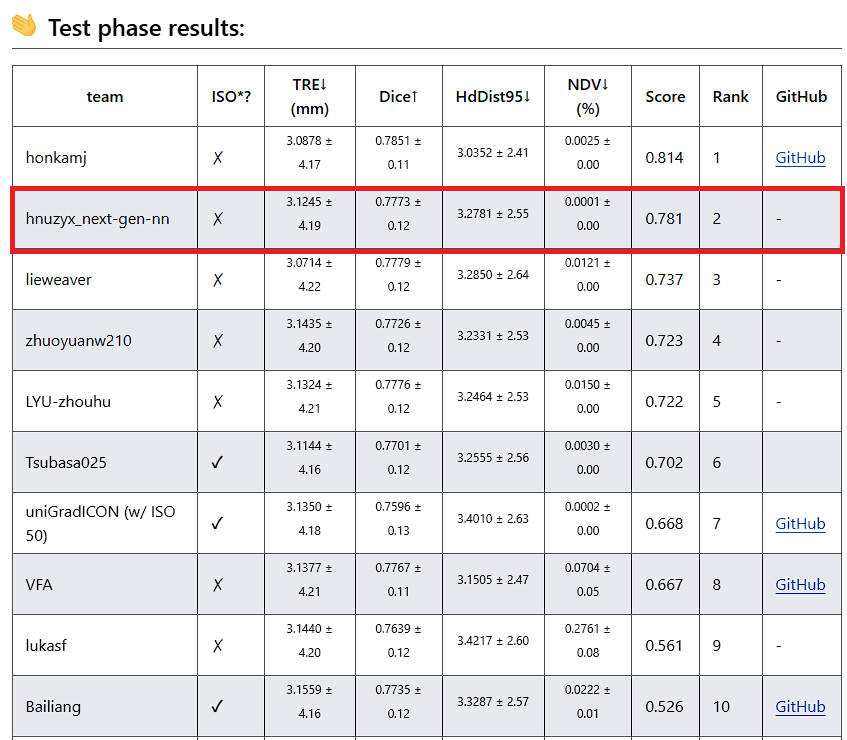 👋 Test phase results:
team ISO*? TRE↓ (mm) Dice↑ HdDist95↓ NDV↓ (%) Score Rank GitHub
honkamj ✗ 3.0878 ± 4.17 0.7851 ± 0.11 3.0352 ± 2.41 0.0025 ± 0.00 0.814 1 GitHub
hnuzyx_next-gen-nn ✗ 3.1245 ± 4.19 0.7773 ± 0.12 3.2781 ± 2.55 0.0001 ± 0.00 0.781 2 -
lieweaver ✗ 3.0714 ± 4.22 0.7779 ± 0.12 3.2850 ± 2.64 0.0121 ± 0.00 0.737 3 -
zhuoyuanw210 ✗ 3.1435 ± 4.20 0.7726 ± 0.12 3.2331 ± 2.53 0.0045 ± 0.00 0.723 4 -
LYU-zhouhu ✗ 3.1324 ± 4.21 0.7776 ± 0.12 3.2464 ± 2.53 0.0150 ± 0.00 0.722 5 -
Tsubasa025 ✓ 3.1144 ± 4.16 0.7701 ± 0.12 3.2555 ± 2.56 0.0030 ± 0.00 0.702 6
uniGradICON (w/ ISO 50) ✓ 3.1350 ± 4.18 0.7596 ± 0.13 3.4010 ± 2.63 0.0002 ± 0.00 0.668 7 GitHub
VFA ✗ 3.1377 ± 4.21 0.7767 ± 0.11 3.1505 ± 2.47 0.0704 ± 0.05 0.667 8 GitHub
lukasf ✗ 3.1440 ± 4.20 0.7639 ± 0.12 3.4217 ± 2.60 0.2761 ± 0.08 0.561 9 -
Bailiang ✓ 3.1559 ± 4.16 0.7735 ± 0.12 3.3287 ± 2.57 0.0222 ± 0.01 0.526 10 GitHub